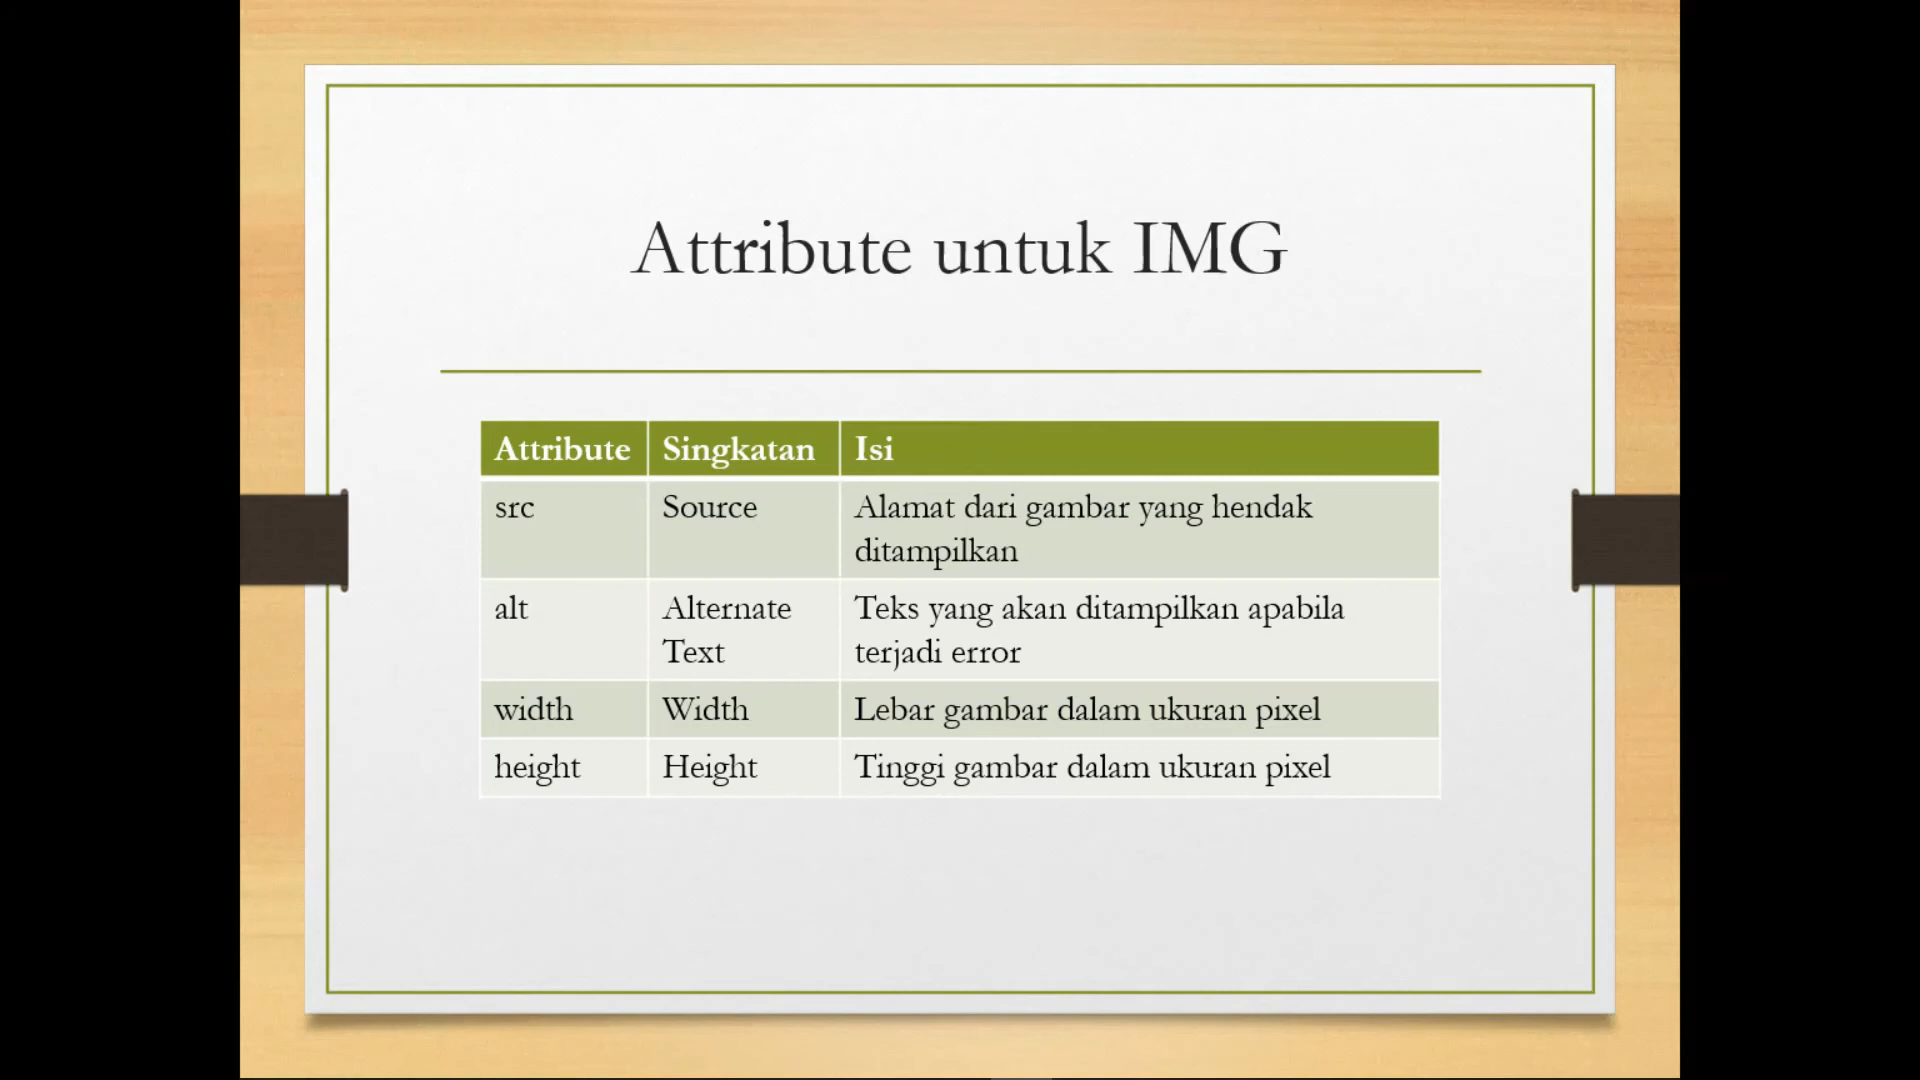 Attribute untuk IMG
Attribute Singkatan Isi
src Source Alamat dari gambar yang hendak
ditampilkan
alt Alternate Teks yang akan ditampilkan apabila
Text terjadi error
width Width Lebar gambar dalam ukuran pixel
height Height Tinggi gambar dalam ukuran pixel